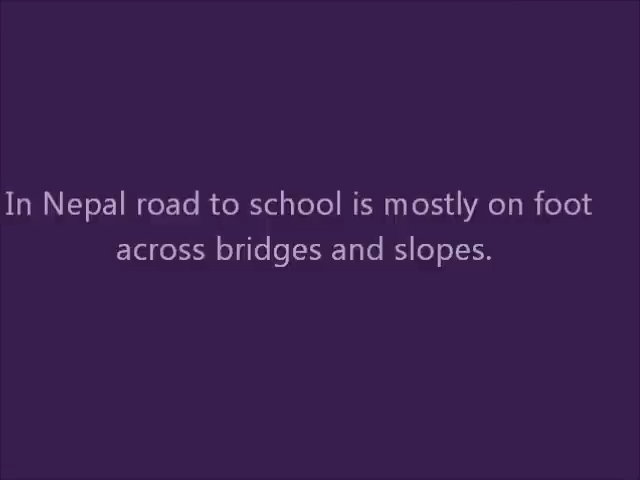 In Nepal road to school is mostly on foot
across bridges and slopes.